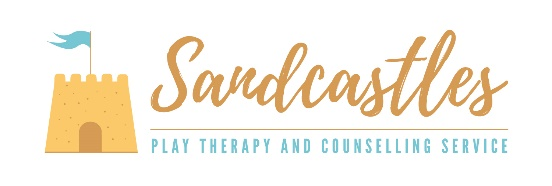 Sandcastles
PLAY THERAPY AND COUNSELLING SERVICE